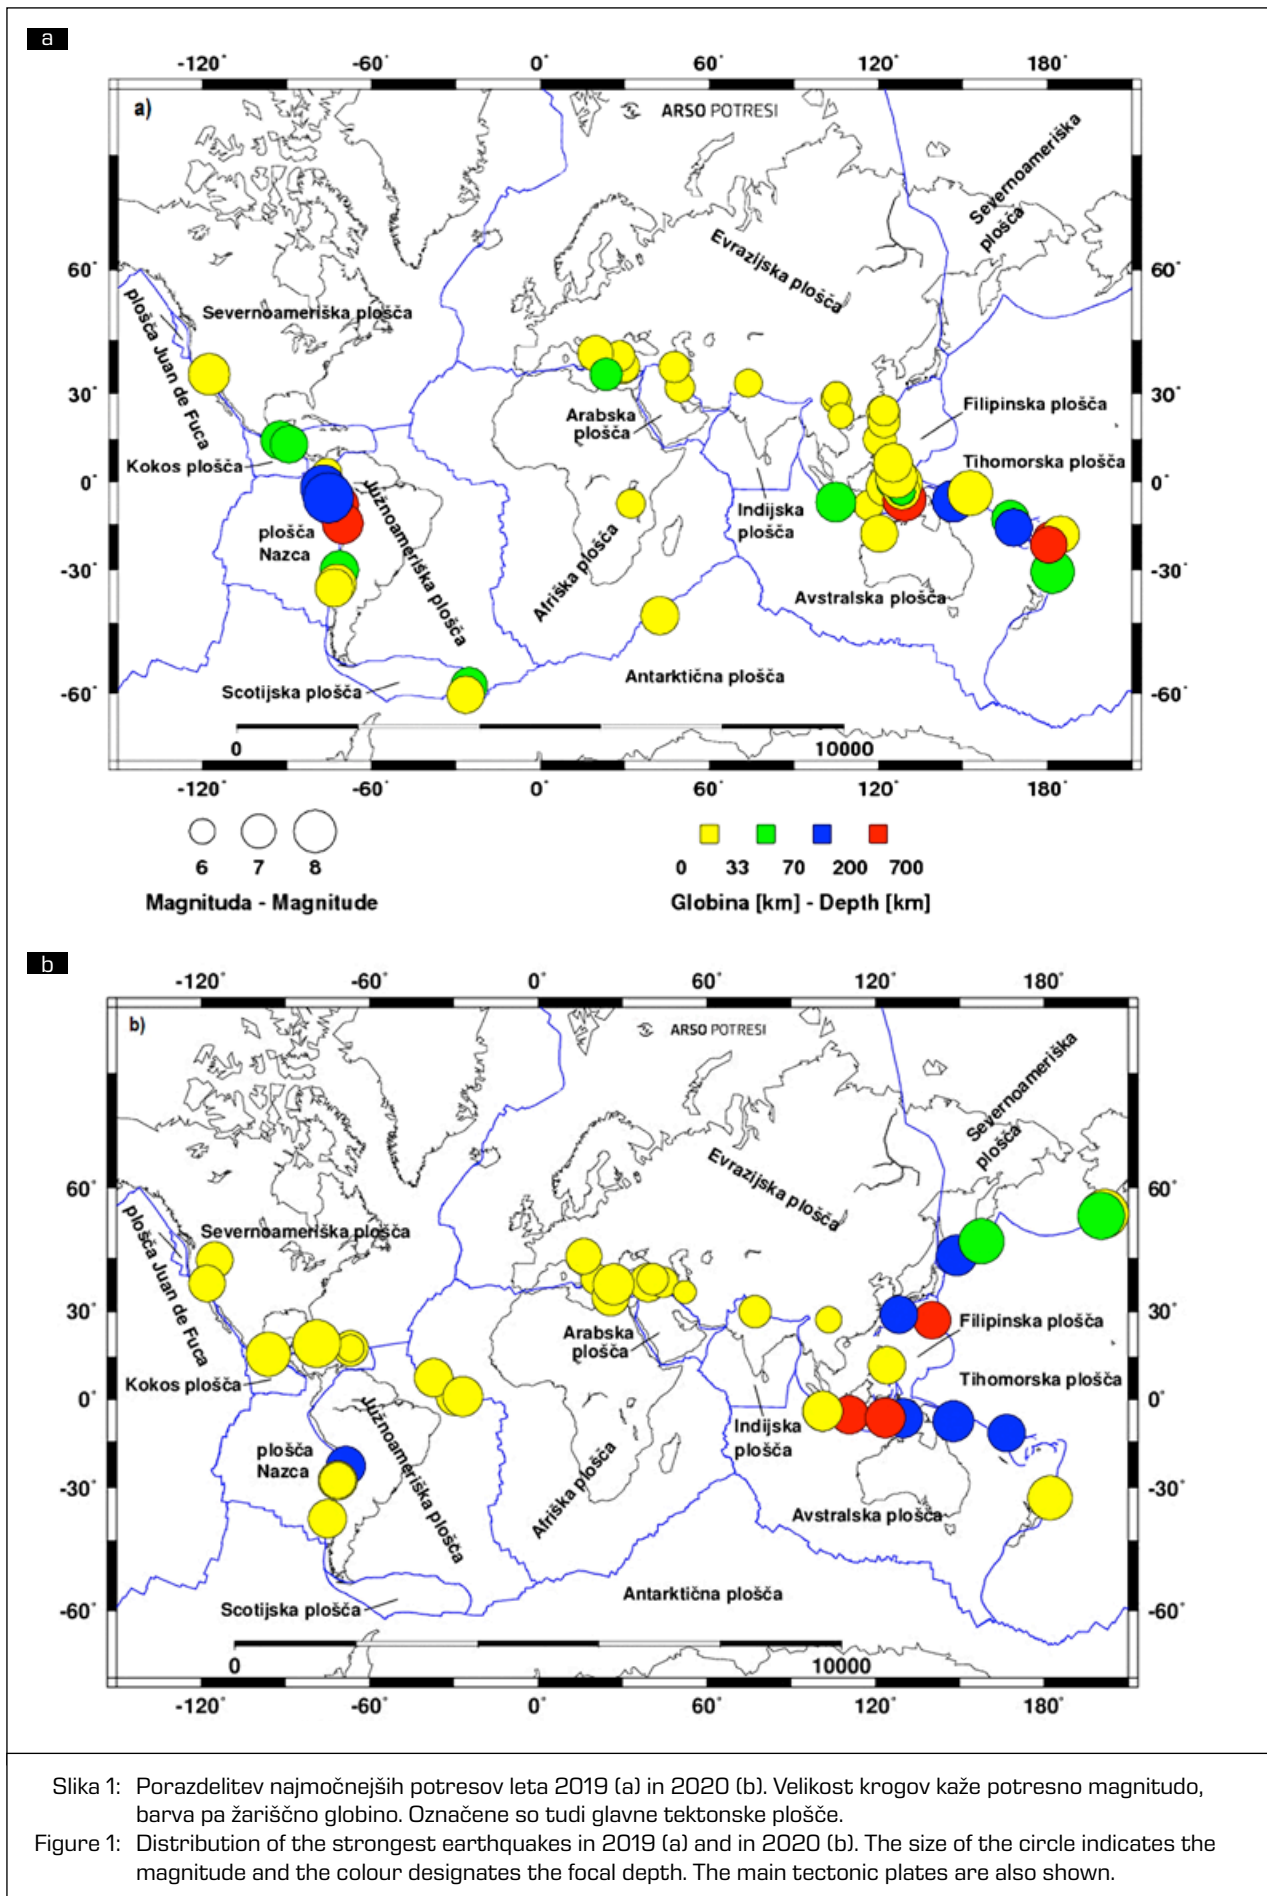 a
-120° -60° 0° 60° 120° 180°
a)
ARSO POTRESI
Severnoameriška
plošča
Evrazijska plošča
60° 60°
plošča Juan de Fuca
Severnoameriška plošča
30° 30°
Arabska
plošča
Filipinska plošča
Kokos plošča
Tihomorska plošča
0° 0°
Južnoameriška plošča
Indijska
plošča
plošča
Nazca
Afriška plošča
-30° -30°
Avstralska plošča
Antarktična plošča
Scotijska plošča
-60° -60°
0 10000
-120° -60° 0° 60° 120° 180°
6 7 8
0 33 70 200 700
Magnituda - Magnitude
Globina [km] - Depth [km]
b
-120° -60° 0° 60° 120° 180°
b)
ARSO POTRESI
Severnoameriška
plošča
Evrazijska plošča
60° 60°
plošča Juan de Fuca
Severnoameriška plošča
30° 30°
Arabska
plošča
Filipinska plošča
Kokos plošča
Tihomorska plošča
0° 0°
Južnoameriška plošča
Indijska
plošča
plošča
Nazca
Afriška plošča
-30° -30°
Avstralska plošča
Antarktična plošča
Scotijska plošča
-60° -60°
0 10000
-120° -60° 0° 60° 120° 180°
Slika 1: Porazdelitev najmočnejših potresov leta 2019 (a) in 2020 (b). Velikost krogov kaže potresno magnitudo,
barva pa žariščno globino. Označene so tudi glavne tektonske plošče.
Figure 1: Distribution of the strongest earthquakes in 2019 (a) and in 2020 (b). The size of the circle indicates the
magnitude and the colour designates the focal depth. The main tectonic plates are also shown.